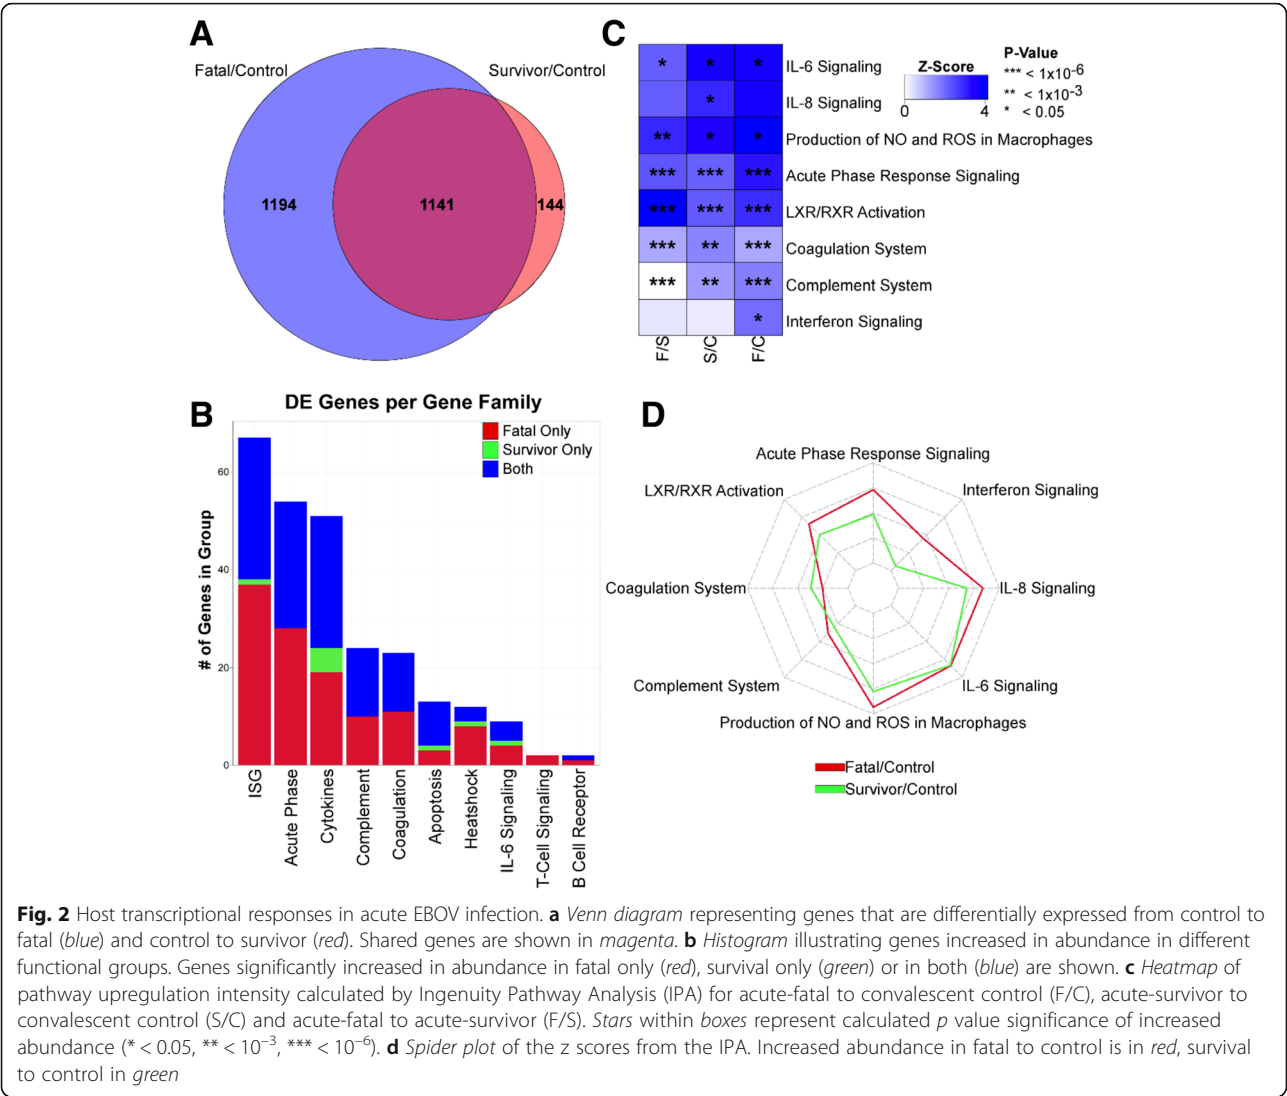 A
Fatal/Control
Survivor/Control
1194
1141
144
C
* * *
*
** * *
*** *** ***
*** *** ***
*** ** ***
*** ** ***
*
IL-6 Signaling
IL-8 Signaling
Production of NO and ROS in Macrophages
Acute Phase Response Signaling
LXR/RXR Activation
Coagulation System
Complement System
Interferon Signaling
F/S
S/C
F/C
Z-Score
0 4
P-Value
*** < 1x10-6
** < 1x10-3
* < 0.05
B
DE Genes per Gene Family
Fatal Only
Survivor Only
Both
# of Genes in Group
60
40
20
0
ISG
Acute Phase
Cytokines
Complement
Coagulation
Apoptosis
Heatshock
IL-6 Signaling
T-Cell Signaling
B Cell Receptor
D
Acute Phase Response Signaling
LXR/RXR Activation
Interferon Signaling
Coagulation System
IL-8 Signaling
Complement System
IL-6 Signaling
Production of NO and ROS in Macrophages
Fatal/Control
Survivor/Control
Fig. 2 Host transcriptional responses in acute EBOV infection. a Venn diagram representing genes that are differentially expressed from control to
fatal (blue) and control to survivor (red). Shared genes are shown in magenta. b Histogram illustrating genes increased in abundance in different
functional groups. Genes significantly increased in abundance in fatal only (red), survival only (green) or in both (blue) are shown. c Heatmap of
pathway upregulation intensity calculated by Ingenuity Pathway Analysis (IPA) for acute-fatal to convalescent control (F/C), acute-survivor to
convalescent control (S/C) and acute-fatal to acute-survivor (F/S). Stars within boxes represent calculated p value significance of increased
abundance (* < 0.05, ** < 10−3, *** < 10−6). d Spider plot of the z scores from the IPA. Increased abundance in fatal to control is in red, survival
to control in green